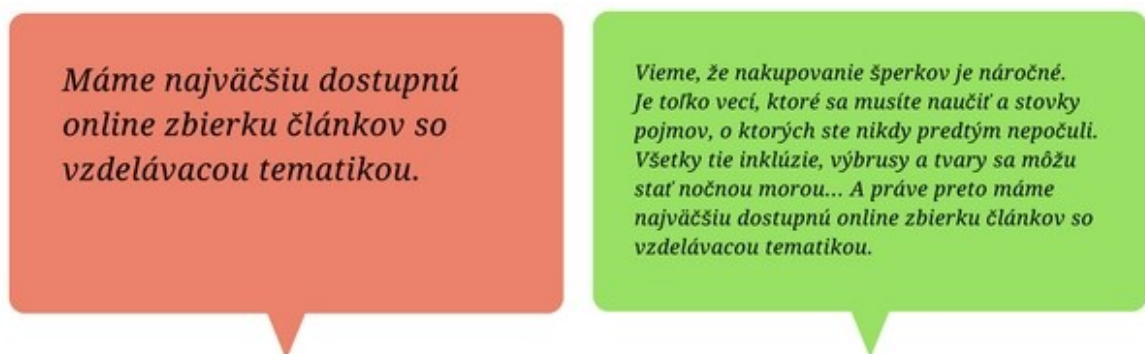 Máme najväčšiu dostupnú
online zbierku článkov so
vzdelávacou tematikou.
Vieme, že nakupovanie šperkov je náročné.
Je toľko vecí, ktoré sa musíte naučiť a stovky
pojmov, o ktorých ste nikdy predtým nepočuli.
Všetky tie inklúzie, výbrusy a tvary sa môžu
stať nočnou morou... A práve preto máme
najväčšiu dostupnú online zbierku článkov so
vzdelávacou tematikou.